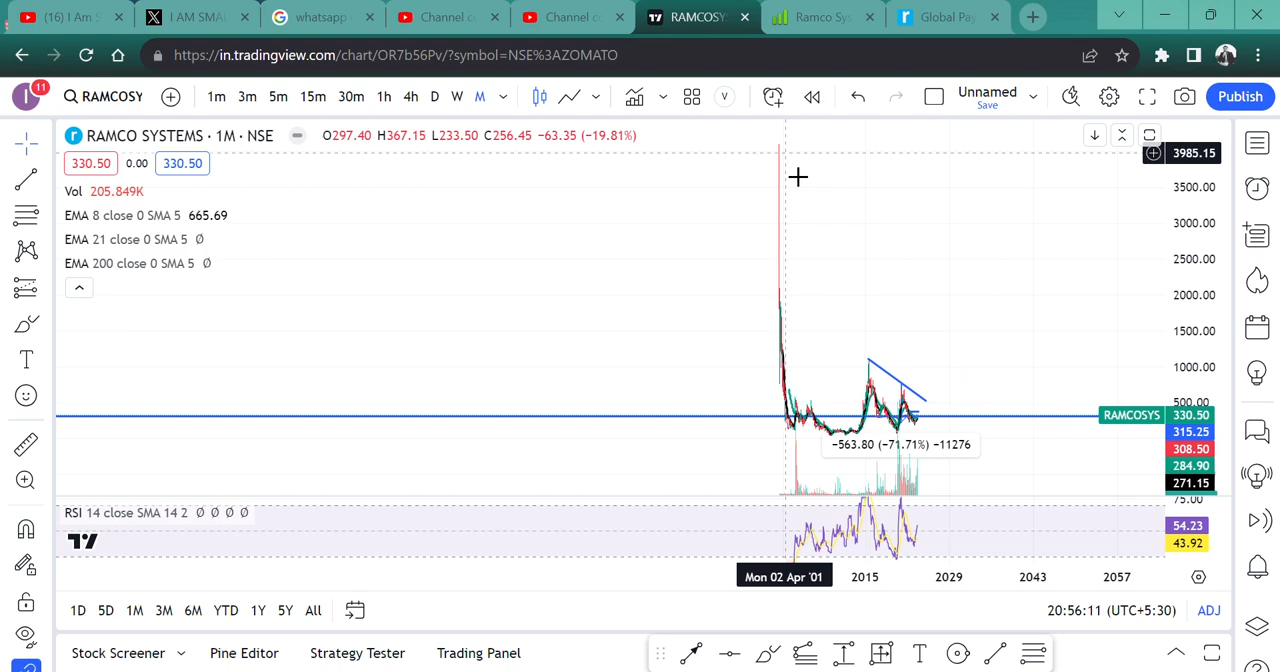 (16) I Am S
I AM SMA
whatsapp
Channel c
Channel c
RAMCOSY
Ramco Sy
Global Pay
https://in.tradingview.com/chart/OR7b56Pv/?symbol=NSE%3AZOMATO
I
11
RAMCOSY
1m 3m 5m 15m 30m 1h 4h D W M
V
Unnamed
Save
Publish
RAMCO SYSTEMS · 1M · NSE
O297.40 H367.15 L233.50 C256.45 −63.35 (−19.81%)
330.50 0.00 330.50
Vol 205.849K
EMA 8 close 0 SMA 5 665.69
EMA 21 close 0 SMA 5 Ø
EMA 200 close 0 SMA 5 Ø
3985.15
3500.00
3000.00
2500.00
2000.00
1500.00
1000.00
500.00
RAMCOSYS 330.50
315.25
308.50
284.90
271.15
−563.80 (−71.71%) −11276
75.00
RSI 14 close SMA 14 2 Ø Ø Ø Ø
54.23
43.92
Mon 02 Apr '01 2015 2029 2043 2057
1D 5D 1M 3M 6M YTD 1Y 5Y All
20:56:11 (UTC+5:30) ADJ
Stock Screener Pine Editor Strategy Tester Trading Panel